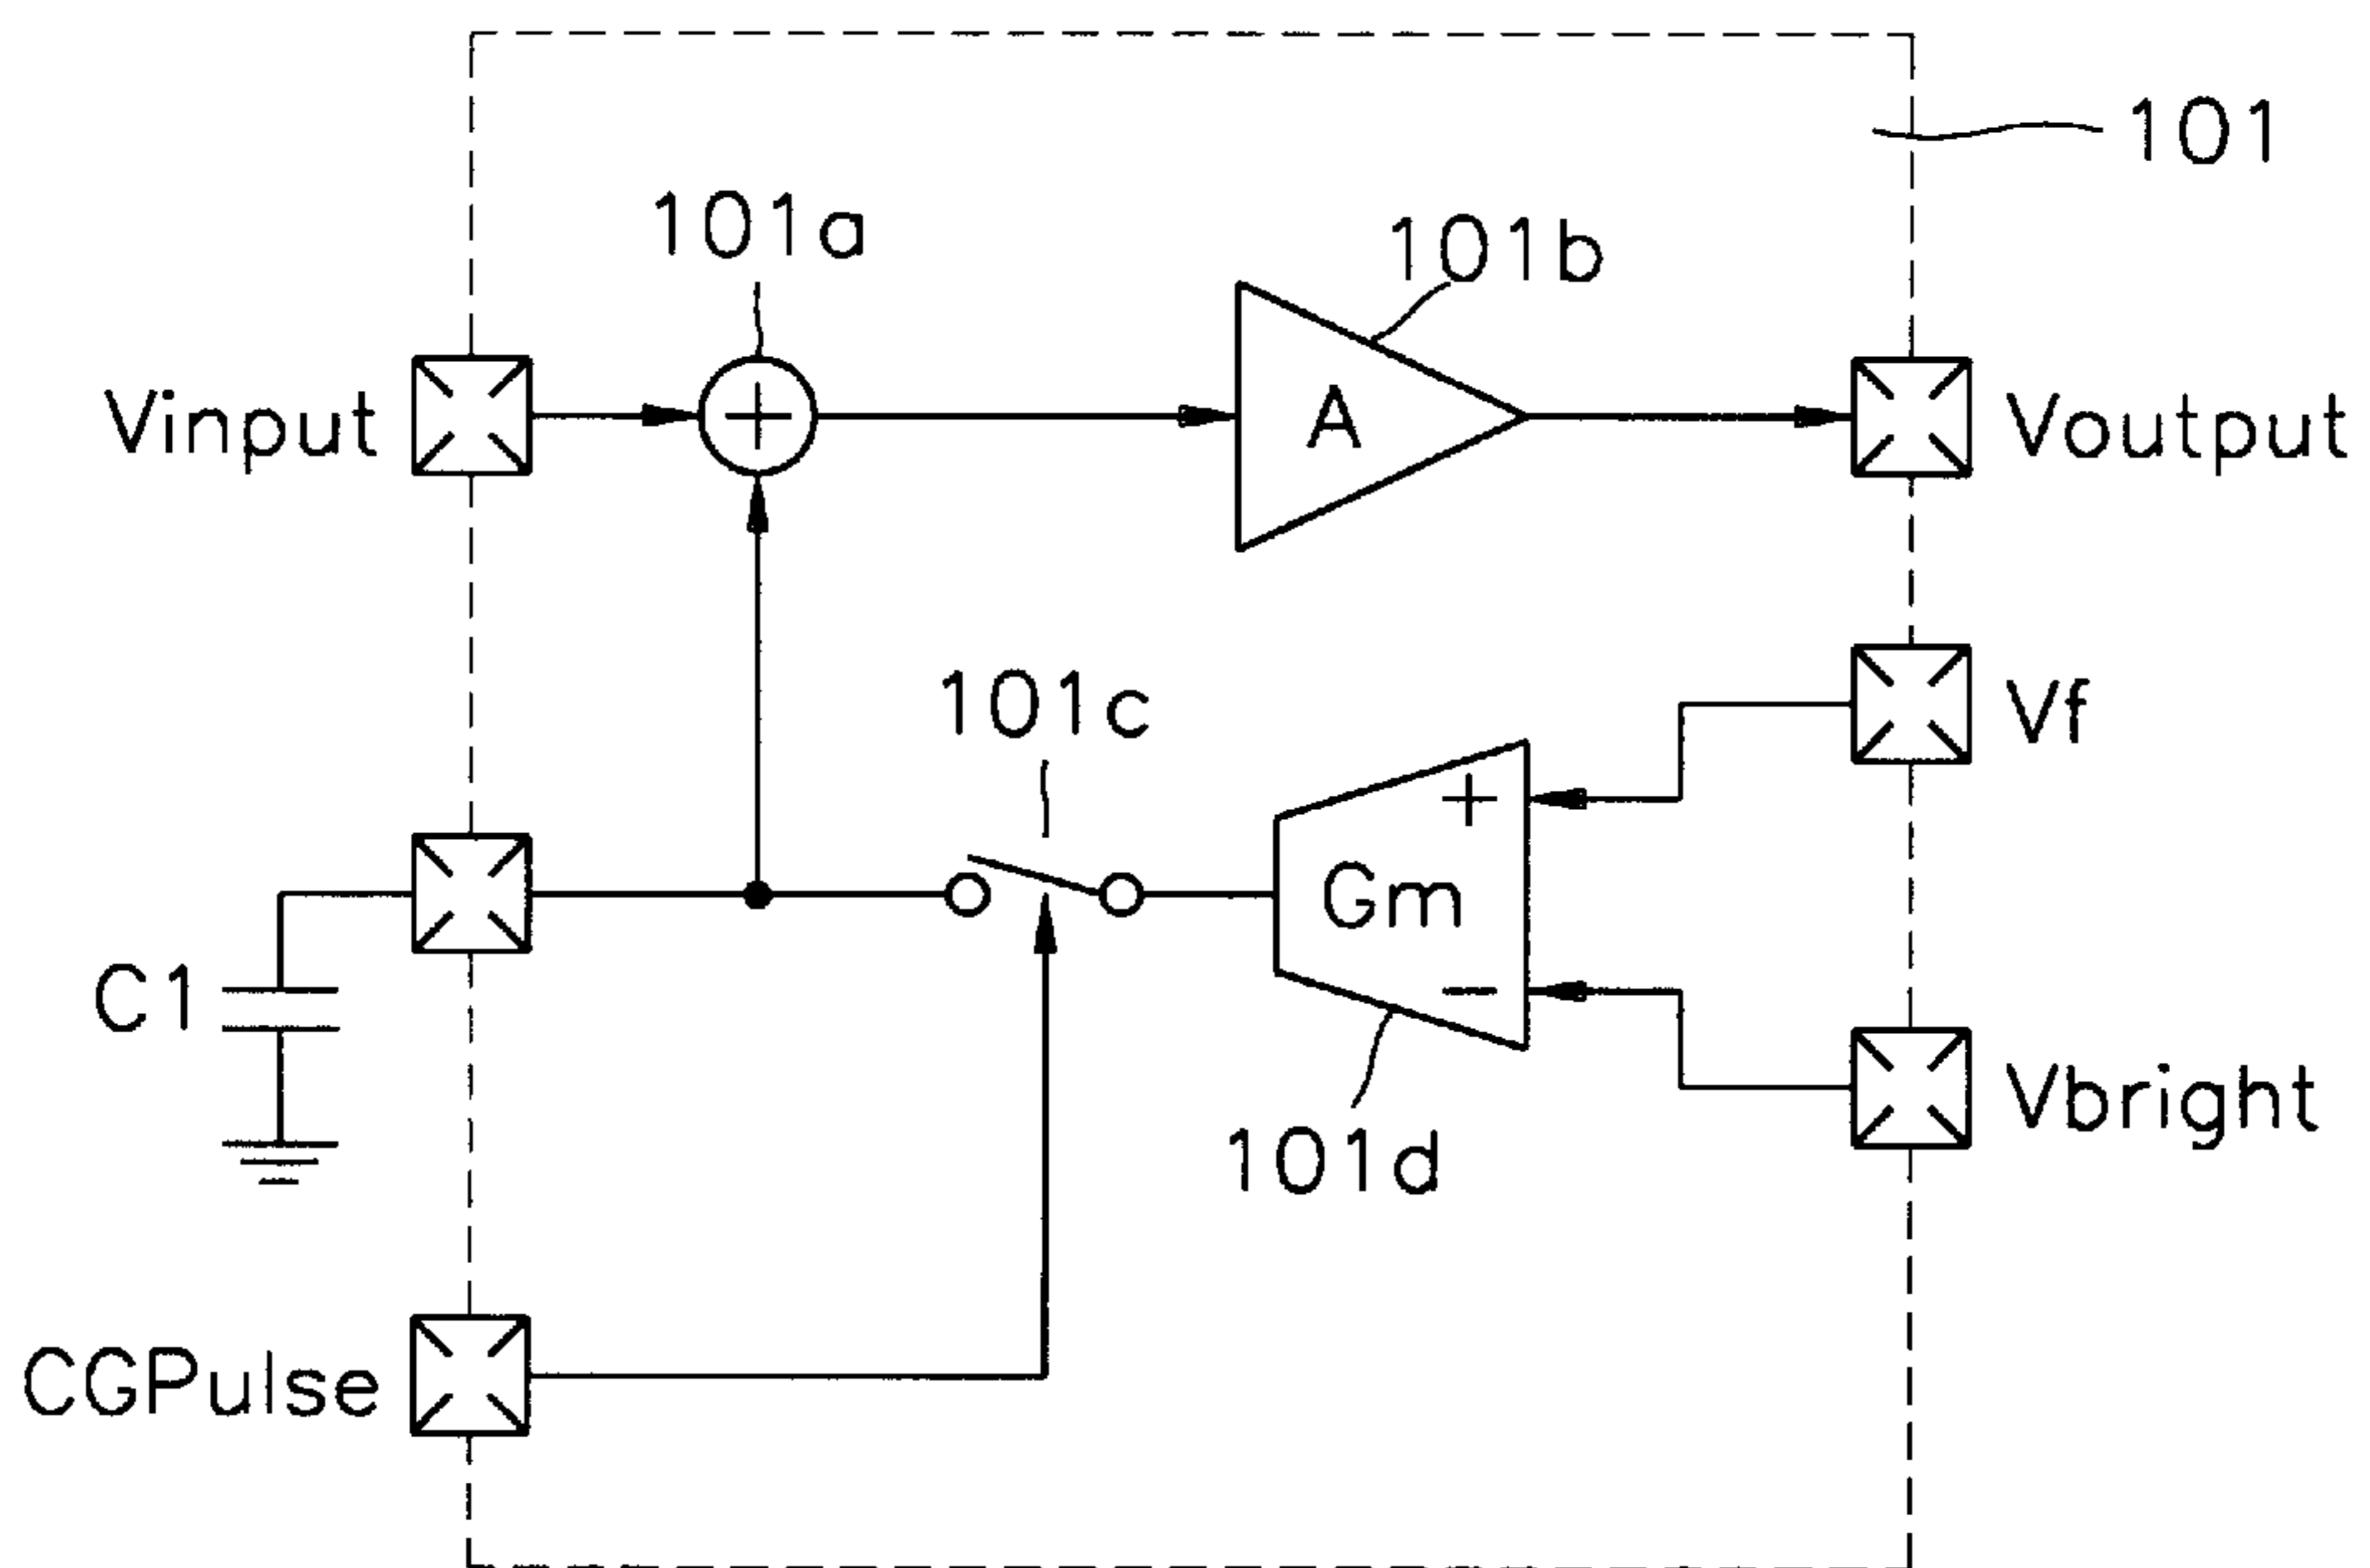 101
101a
101b
Vinput
A
Voutput
101c
Vf
+
Gm
C1
−
Vbright
101d
CGPulse